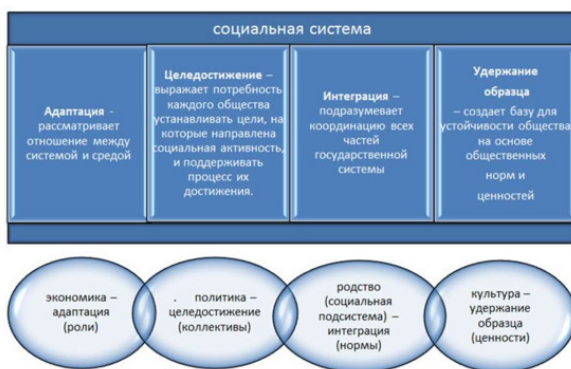 социальная система
Адаптация -
рассматривает
отношение между
системой и средой
Целедостижение –
выражает потребность
каждого общества
устанавливать цели, на
которые направлена
социальная активность,
и поддерживать
процесс их
достижения.
Интеграция –
подразумевает
координацию всех
частей
государственной
системы
Удержание
образца
– создает базу для
устойчивости общества
на основе
общественных
норм и
ценностей
экономика –
адаптация
(роли)
. политика –
целедостижение
(коллективы)
родство
(социальная
подсистема) –
интеграция
(нормы)
культура –
удержание
образца
(ценности)